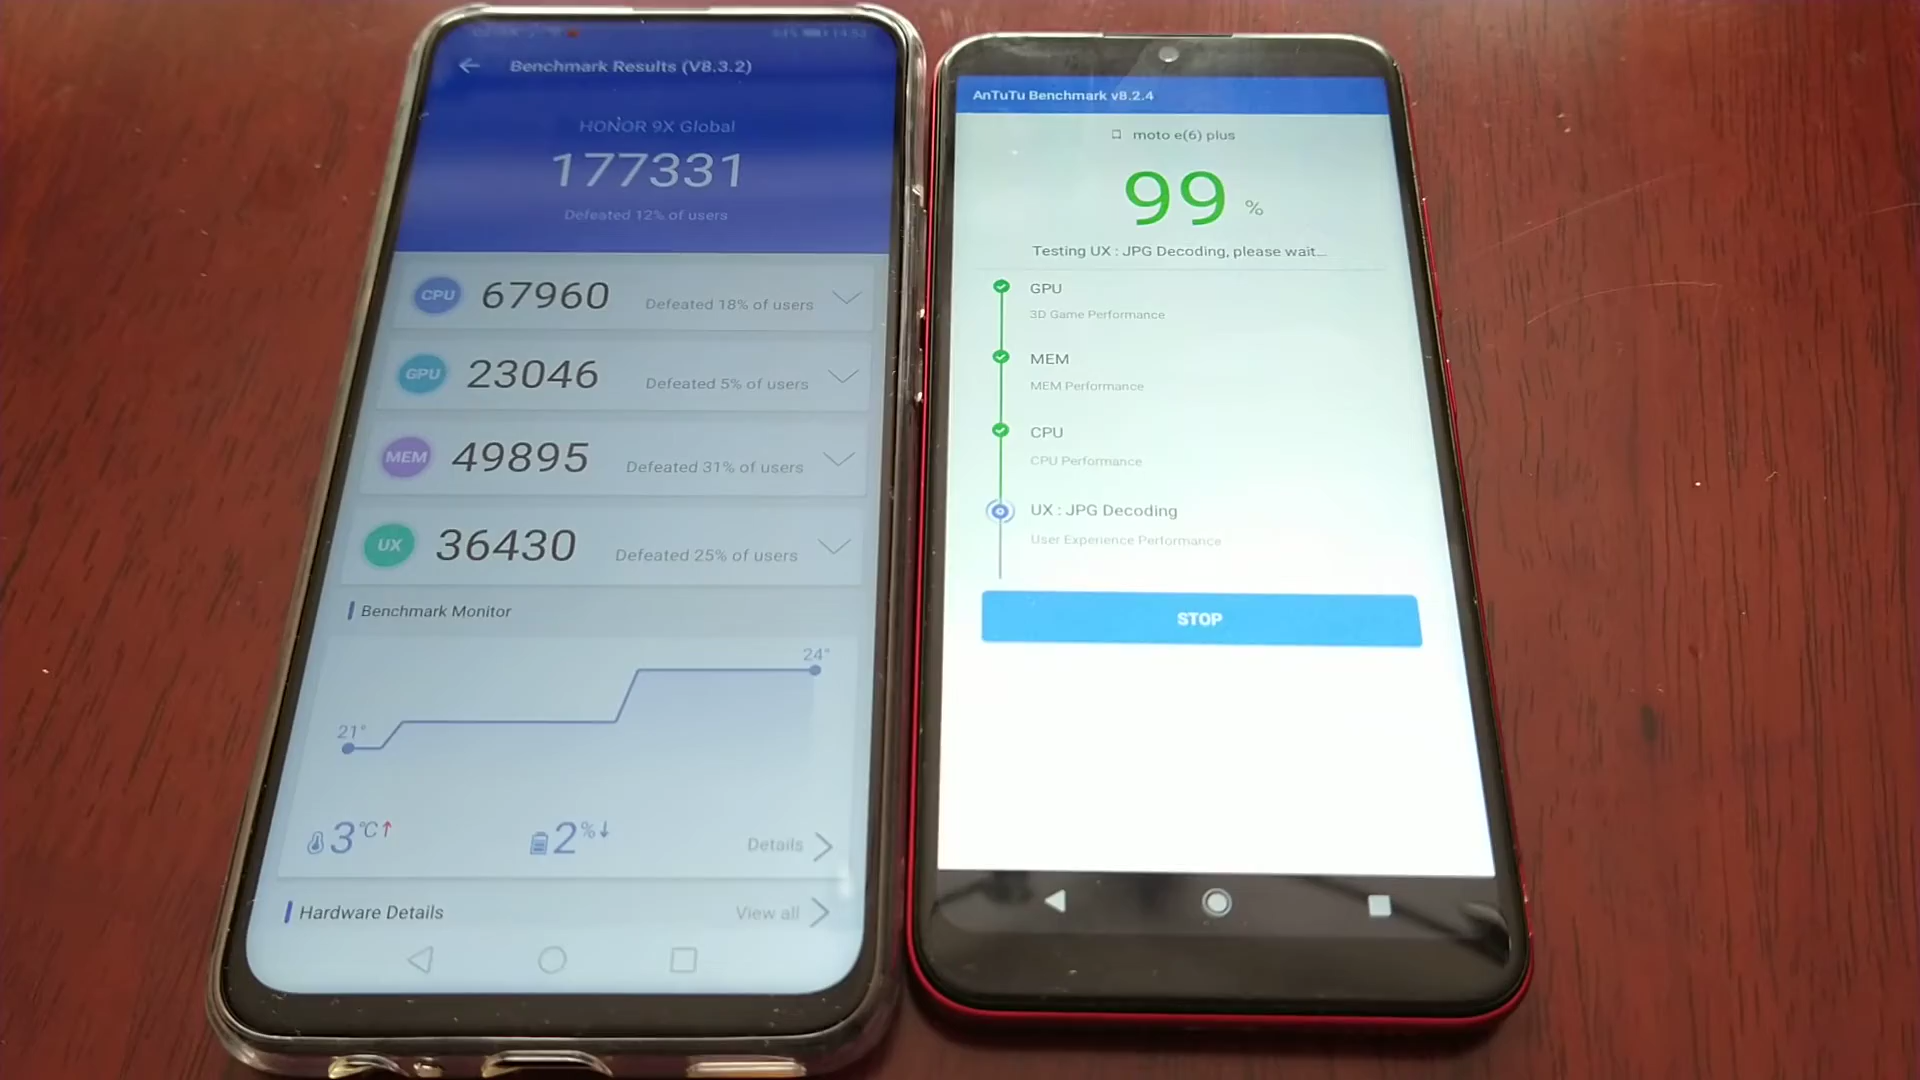 14:53
Benchmark Results (V8.3.2)
HONOR 9X Global
177331
Defeated 12% of users
CPU 67960 Defeated 18% of users
GPU 23046 Defeated 5% of users
MEM 49895 Defeated 31% of users
UX 36430 Defeated 25% of users
Benchmark Monitor
24°
21°
3°C↑ 2%↓ Details
Hardware Details View all
AnTuTu Benchmark v8.2.4
moto e(6) plus
99 %
Testing UX : JPG Decoding, please wait...
GPU
3D Game Performance
MEM
MEM Performance
CPU
CPU Performance
UX : JPG Decoding
User Experience Performance
STOP